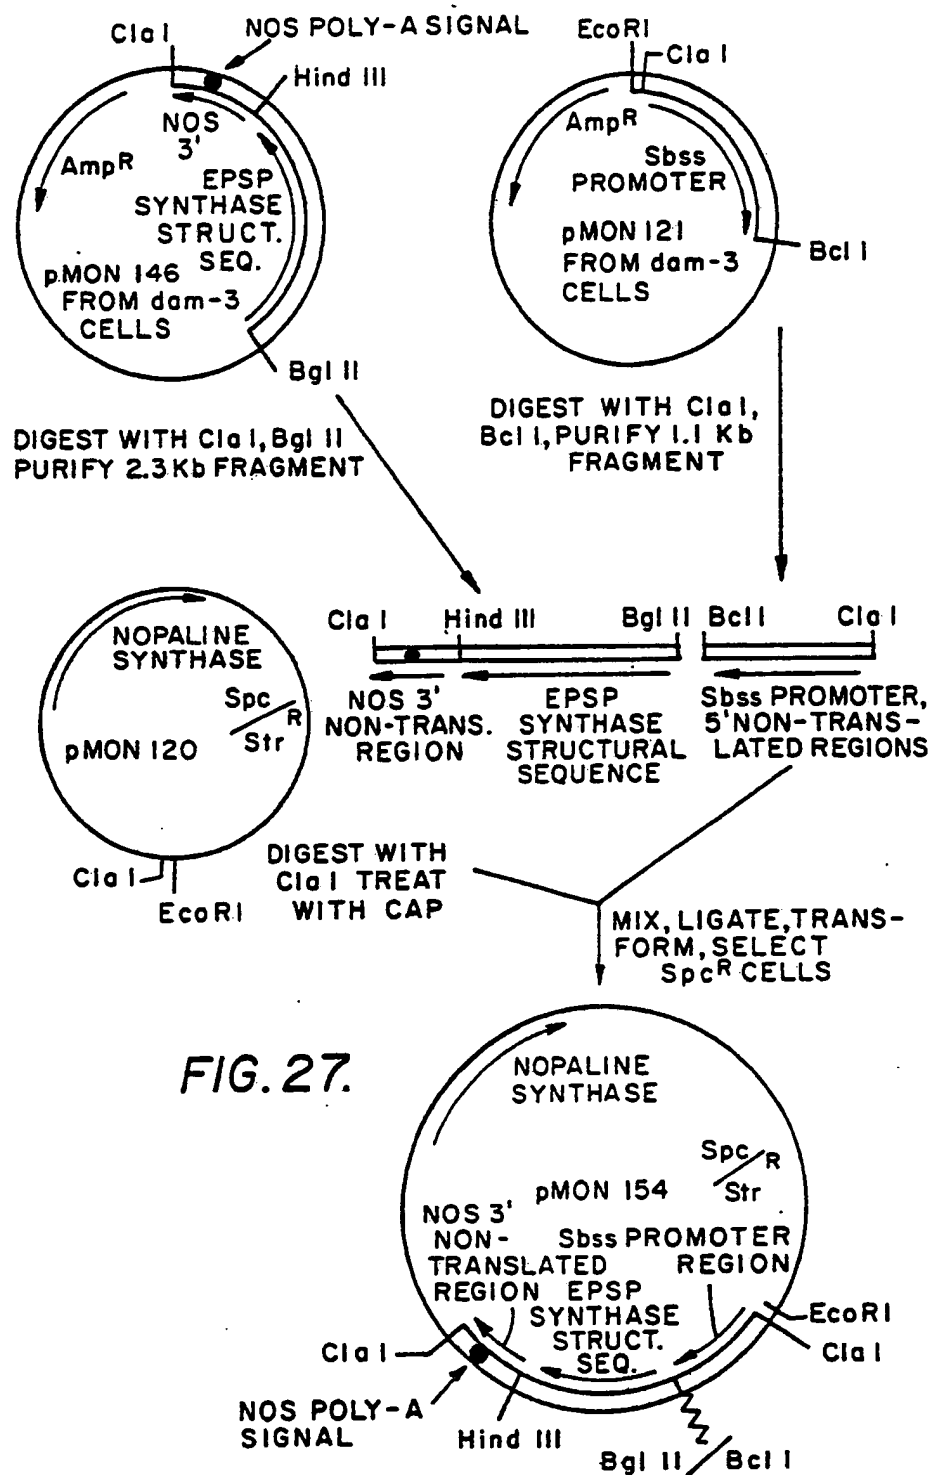 Cla I
NOS POLY-A SIGNAL
Hind III
NOS
3'
AmpR
EPSP
SYNTHASE
STRUCT.
SEQ.
pMON 146
FROM dam-3
CELLS
Bgl II
EcoRI
Cla I
AmpR
Sbss
PROMOTER
pMON 121
FROM dam-3
CELLS
Bcl I
DIGEST WITH Cla I, Bgl II
PURIFY 2.3 Kb FRAGMENT
DIGEST WITH Cla I,
Bcl I, PURIFY 1.1 Kb
FRAGMENT
NOPALINE
SYNTHASE
Spc
R
Str
pMON 120
Cla I
EcoRI
Cla I
Hind III
Bgl II
Bcl I
Cla I
NOS 3'
NON-TRANS.
REGION
EPSP
SYNTHASE
STRUCTURAL
SEQUENCE
Sbss PROMOTER,
5' NON-TRANS-
LATED REGIONS
DIGEST WITH
Cla I TREAT
WITH CAP
MIX, LIGATE, TRANS-
FORM, SELECT
SpcR CELLS
FIG. 27.
NOPALINE
SYNTHASE
Spc
R
Str
pMON 154
NOS 3'
NON-
TRANSLATED
REGION
Sbss PROMOTER
REGION
EPSP
SYNTHASE
STRUCT.
SEQ.
EcoRI
Cla I
Cla I
NOS POLY-A
SIGNAL
Hind III
Bgl II / Bcl I